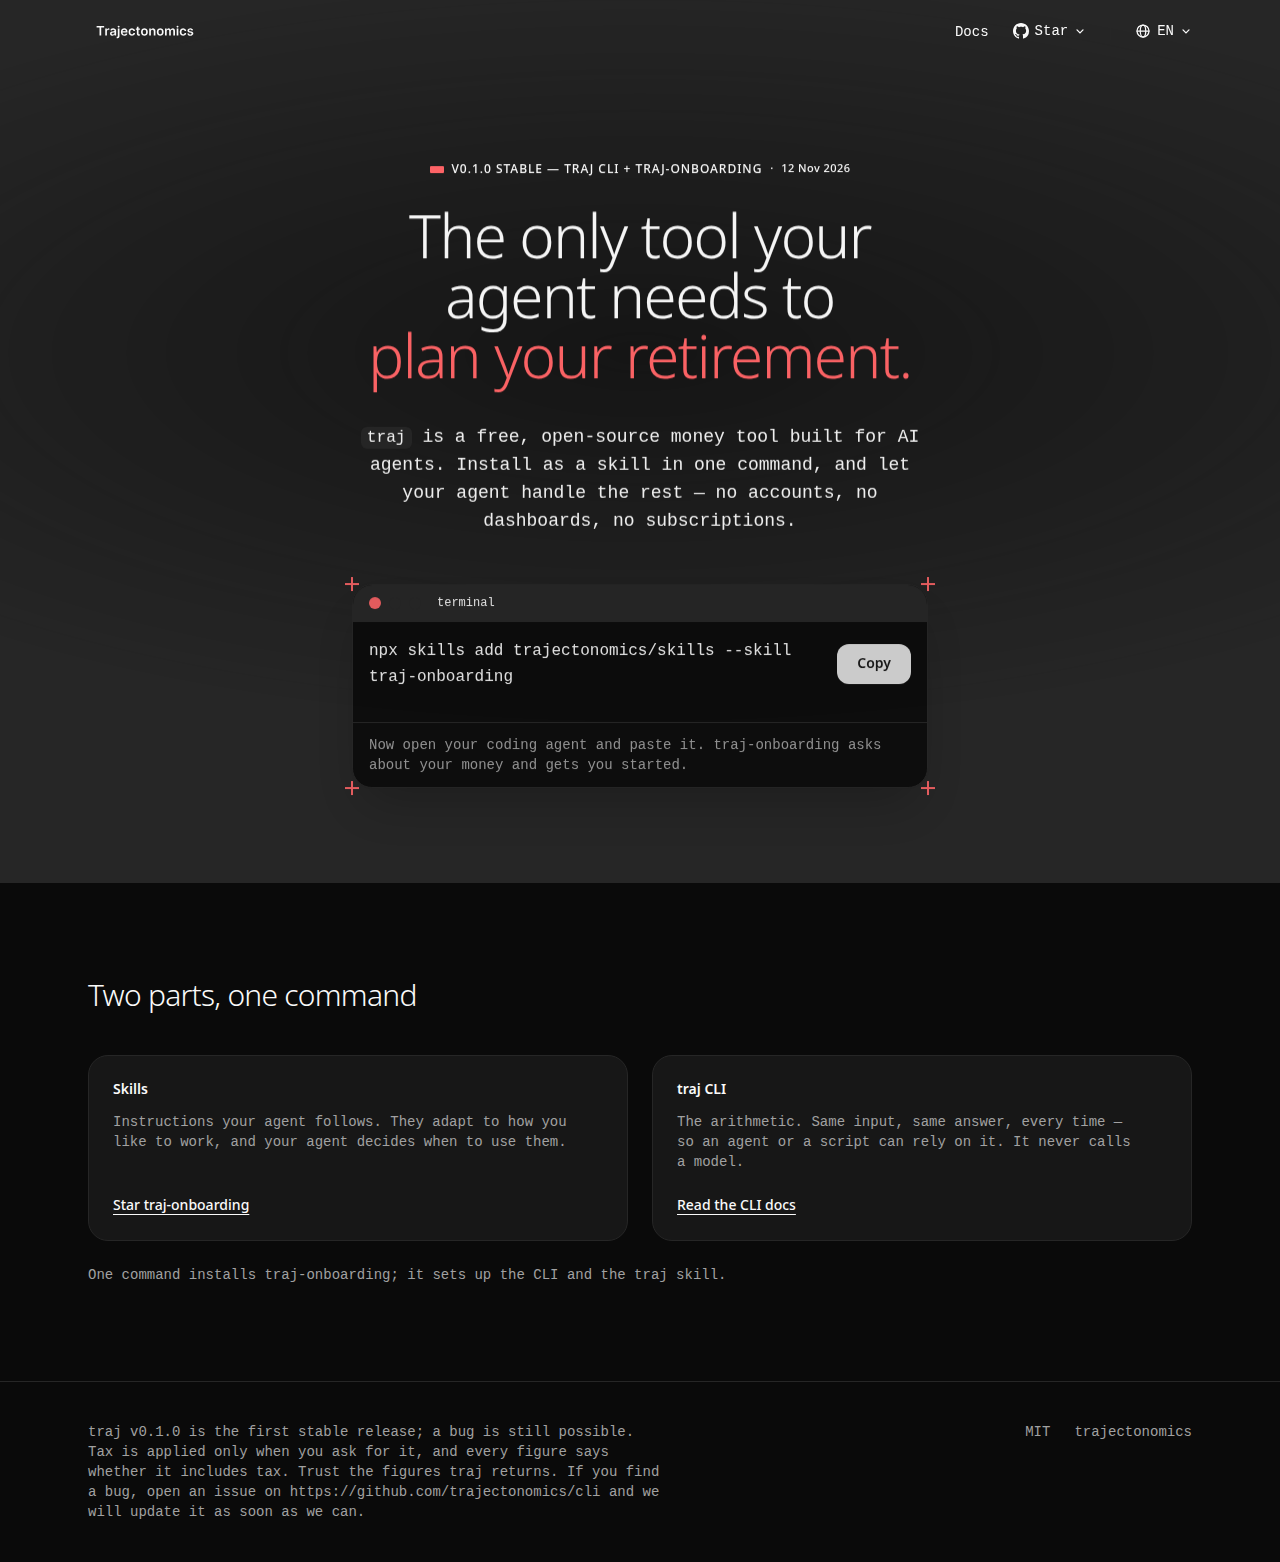 Trajectonomics
Docs
Star
EN
V0.1.0 STABLE — TRAJ CLI + TRAJ-ONBOARDING · 12 Nov 2026
The only tool your
agent needs to
plan your retirement.
traj is a free, open-source money tool built for AI
agents. Install as a skill in one command, and let
your agent handle the rest — no accounts, no
dashboards, no subscriptions.
terminal
npx skills add trajectonomics/skills --skill
traj-onboarding
Copy
Now open your coding agent and paste it. traj-onboarding asks
about your money and gets you started.
Two parts, one command
Skills
Instructions your agent follows. They adapt to how you
like to work, and your agent decides when to use them.
Star traj-onboarding
traj CLI
The arithmetic. Same input, same answer, every time —
so an agent or a script can rely on it. It never calls
a model.
Read the CLI docs
One command installs traj-onboarding; it sets up the CLI and the traj skill.
traj v0.1.0 is the first stable release; a bug is still possible.
Tax is applied only when you ask for it, and every figure says
whether it includes tax. Trust the figures traj returns. If you find
a bug, open an issue on https://github.com/trajectonomics/cli and we
will update it as soon as we can.
MIT
trajectonomics